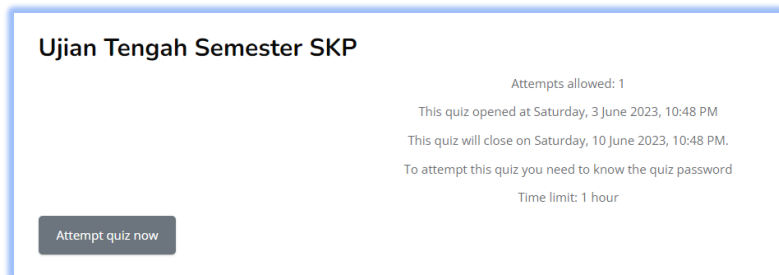 Ujian Tengah Semester SKP
Attempts allowed: 1
This quiz opened at Saturday, 3 June 2023, 10:48 PM
This quiz will close on Saturday, 10 June 2023, 10:48 PM.
To attempt this quiz you need to know the quiz password
Time limit: 1 hour
Attempt quiz now